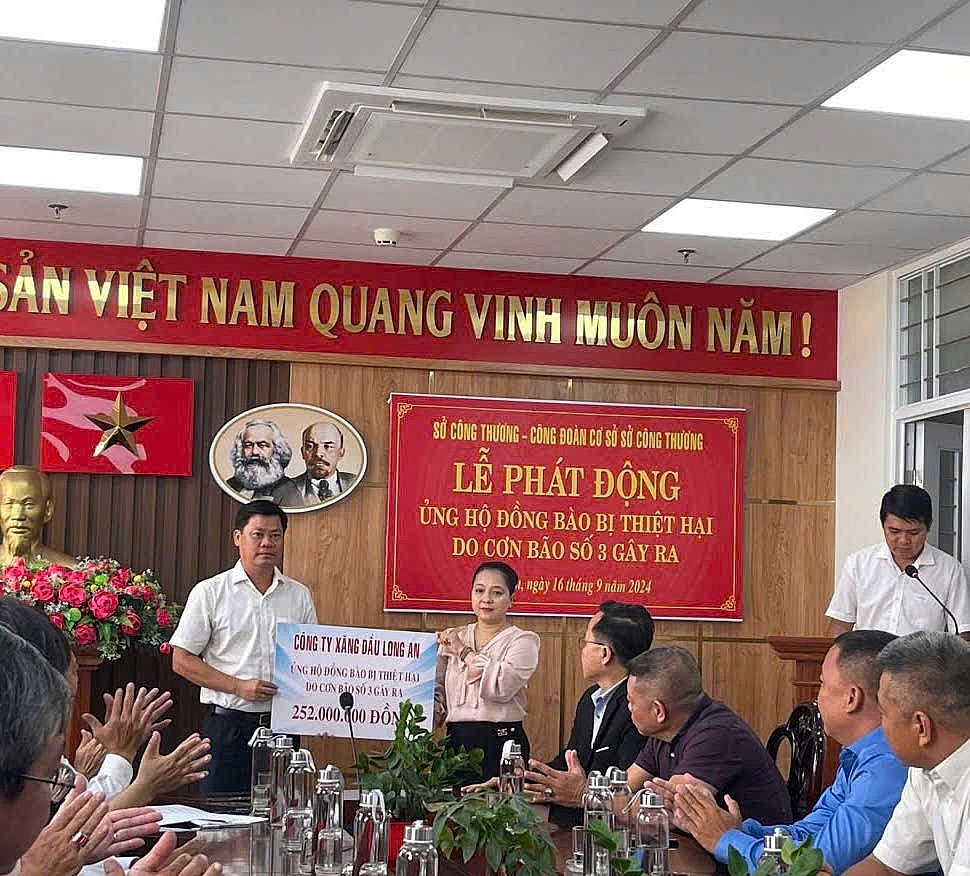 SẢN VIỆT NAM QUANG VINH MUÔN NĂM !
SỞ CÔNG THƯƠNG - CÔNG ĐOÀN CƠ SỞ SỞ CÔNG THƯƠNG
LỄ PHÁT ĐỘNG
ỦNG HỘ ĐỒNG BÀO BỊ THIỆT HẠI
DO CƠN BÃO SỐ 3 GÂY RA
, ngày 16 tháng 9 năm 2024
CÔNG TY XĂNG DẦU LONG AN
ỦNG HỘ ĐỒNG BÀO BỊ THIỆT HẠI
DO CƠN BÃO SỐ 3 GÂY RA
252.000.000 ĐỒNG